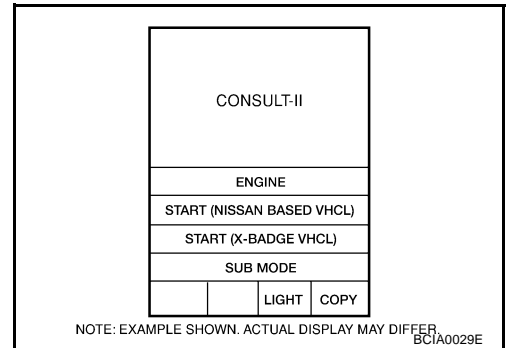 CONSULT-II
ENGINE
START (NISSAN BASED VHCL)
START (X-BADGE VHCL)
SUB MODE
LIGHT COPY
NOTE: EXAMPLE SHOWN. ACTUAL DISPLAY MAY DIFFER.
BCIA0029E